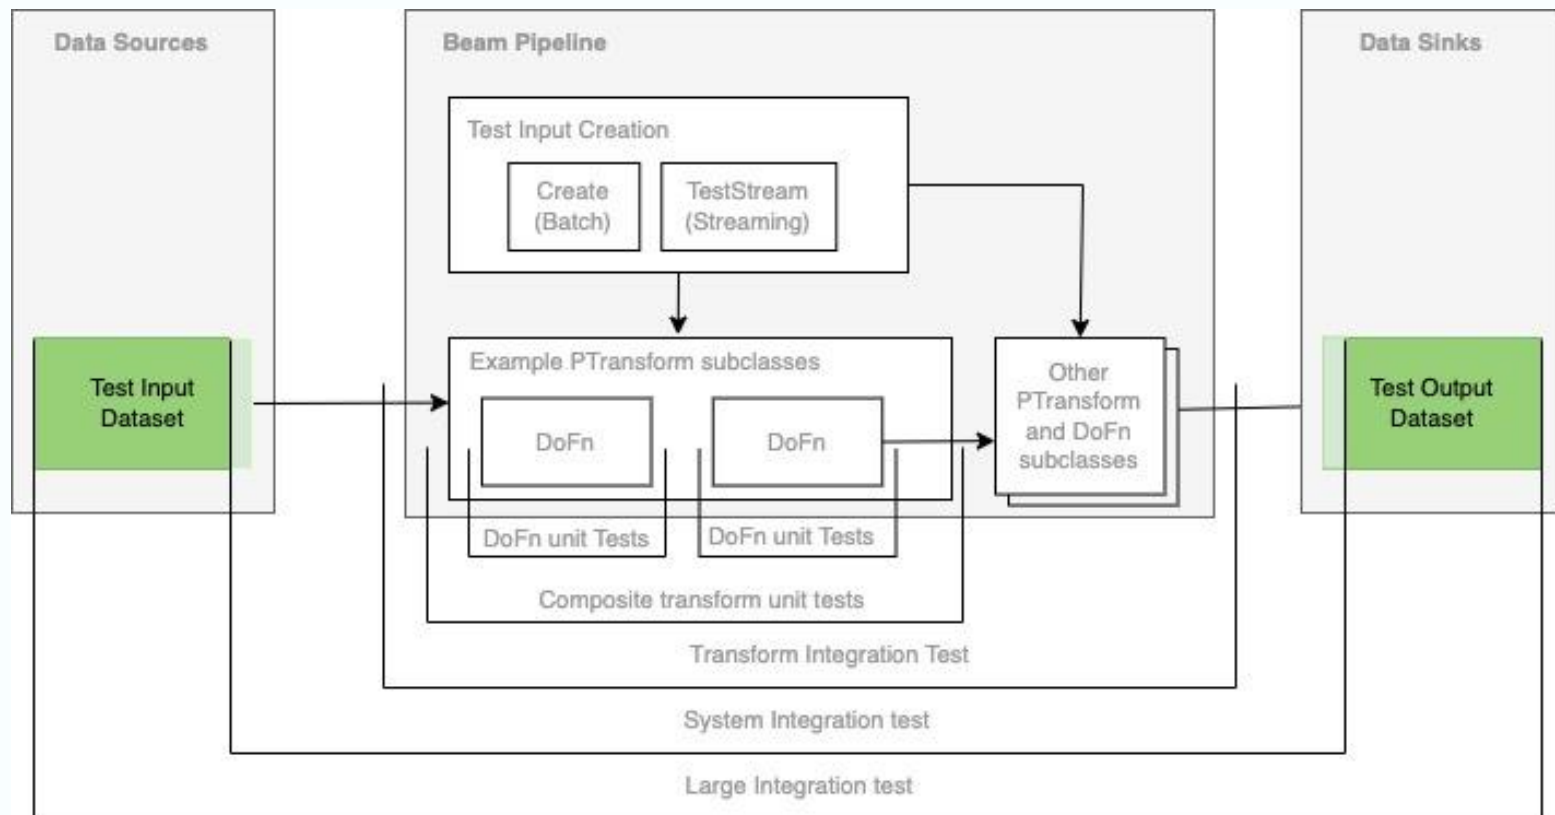 Data Sources
Beam Pipeline
Data Sinks
Test Input Creation
Create
(Batch)
TestStream
(Streaming)
Test Input
Dataset
Example PTransform subclasses
DoFn
DoFn
Other
PTransform
and DoFn
subclasses
Test Output
Dataset
DoFn unit Tests
DoFn unit Tests
Composite transform unit tests
Transform Integration Test
System Integration test
Large Integration test